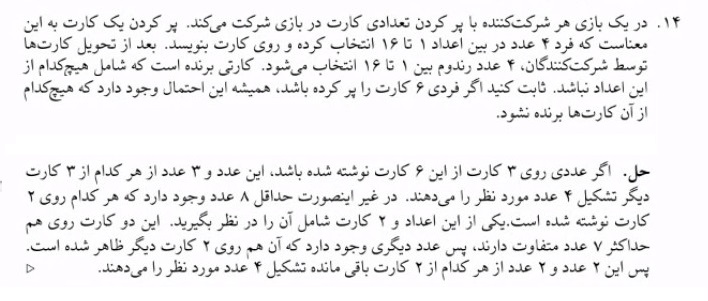 ۱۴. در یک بازی هر شرکت‌کننده با پر کردن تعدادی کارت در بازی شرکت می‌کند. پر کردن یک کارت به این
معناست که فرد ۴ عدد در بین اعداد ۱ تا ۱۶ انتخاب کرده و روی کارت بنویسد. بعد از تحویل کارت‌ها
توسط شرکت‌کنندگان، ۴ عدد رندوم بین ۱ تا ۱۶ انتخاب می‌شود. کارتی برنده است که شامل هیچ‌کدام از
این اعداد نباشد. ثابت کنید اگر فردی ۶ کارت را پر کرده باشد، همیشه این احتمال وجود دارد که هیچ‌کدام
از آن کارت‌ها برنده نشود.
حل. اگر عددی روی ۳ کارت از این ۶ کارت نوشته شده باشد، این عدد و ۳ عدد از هر کدام از ۳ کارت
دیگر تشکیل ۴ عدد مورد نظر را می‌دهند. در غیر اینصورت حداقل ۸ عدد وجود دارد که هر کدام روی ۲
کارت نوشته شده است.یکی از این اعداد و ۲ کارت شامل آن را در نظر بگیرید. این دو کارت روی هم
حداکثر ۷ عدد متفاوت دارند، پس عدد دیگری وجود دارد که آن هم روی ۲ کارت دیگر ظاهر شده است.
پس این ۲ عدد و ۲ عدد از هر کدام از ۲ کارت باقی مانده تشکیل ۴ عدد مورد نظر را می‌دهند. ◁